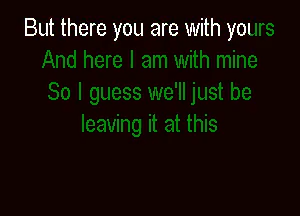 But there you are with yours
And here I am with mine
So I guess we'll just be
leaving it at this